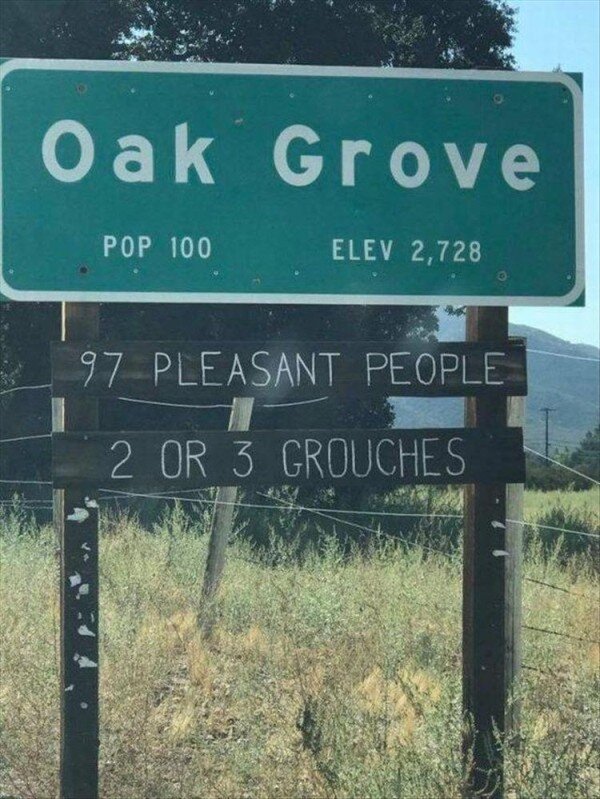 Oak Grove
POP 100 ELEV 2,728
97 PLEASANT PEOPLE
2 OR 3 GROUCHES